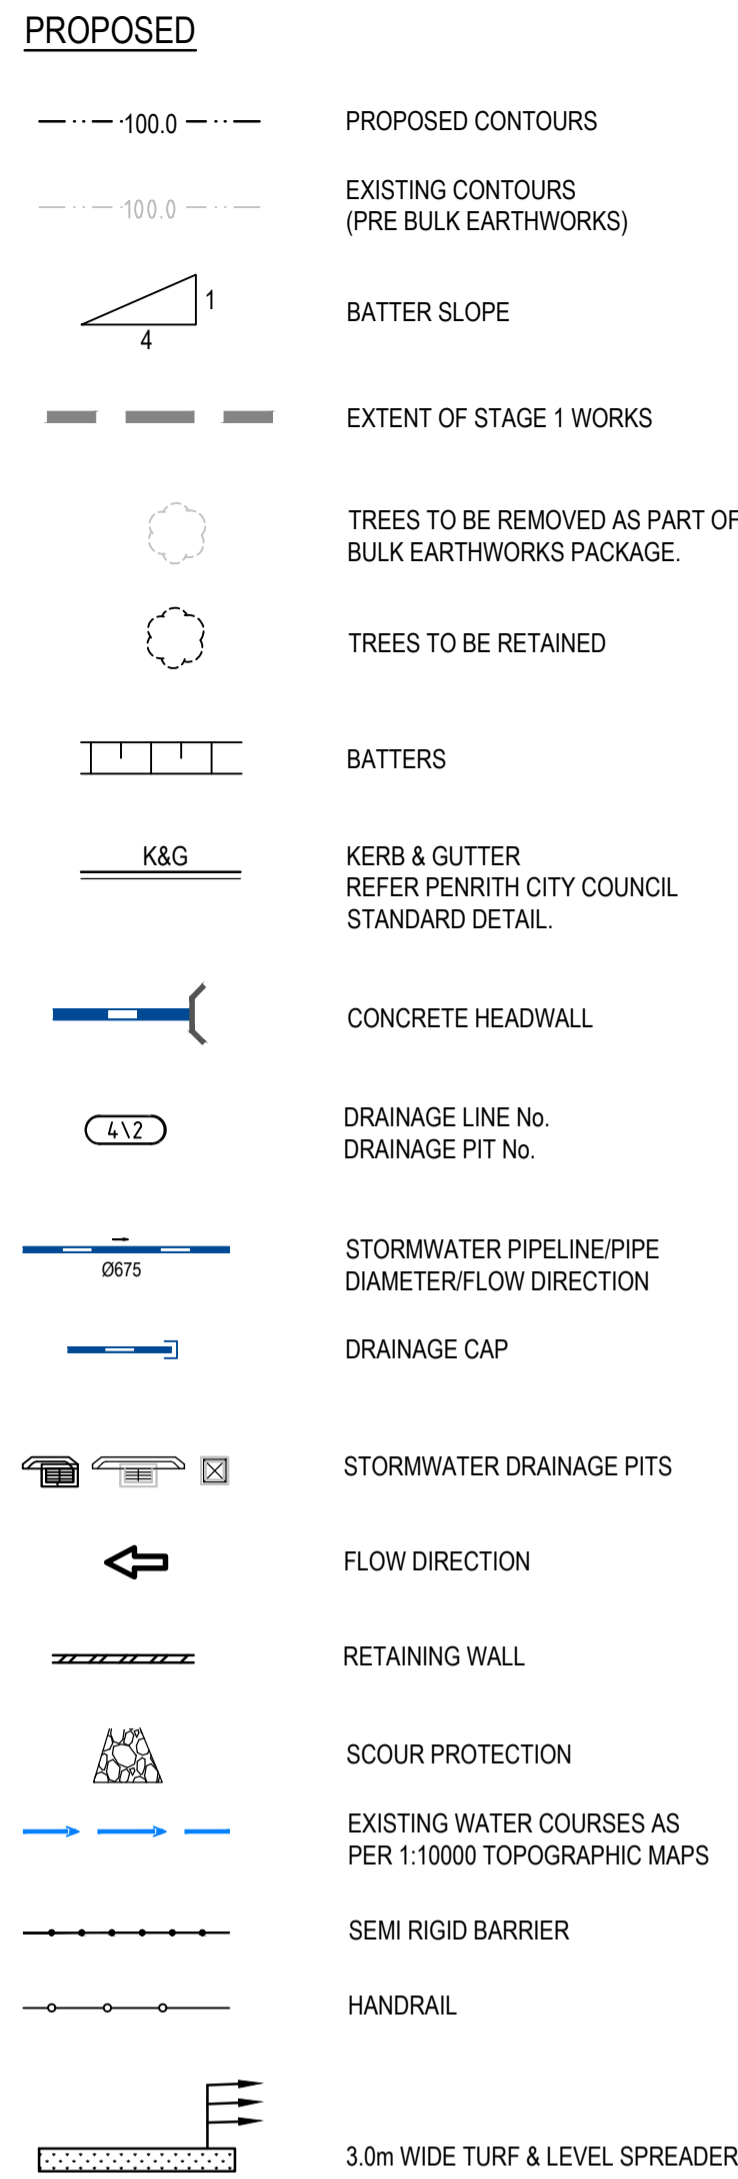 PROPOSED
100.0
PROPOSED CONTOURS
100.0
EXISTING CONTOURS
(PRE BULK EARTHWORKS)
1
4
BATTER SLOPE
EXTENT OF STAGE 1 WORKS
TREES TO BE REMOVED AS PART OF
BULK EARTHWORKS PACKAGE.
TREES TO BE RETAINED
BATTERS
K&G
KERB & GUTTER
REFER PENRITH CITY COUNCIL
STANDARD DETAIL.
CONCRETE HEADWALL
4\2
DRAINAGE LINE No.
DRAINAGE PIT No.
Ø675
STORMWATER PIPELINE/PIPE
DIAMETER/FLOW DIRECTION
DRAINAGE CAP
STORMWATER DRAINAGE PITS
FLOW DIRECTION
RETAINING WALL
SCOUR PROTECTION
EXISTING WATER COURSES AS
PER 1:10000 TOPOGRAPHIC MAPS
SEMI RIGID BARRIER
HANDRAIL
3.0m WIDE TURF & LEVEL SPREADER